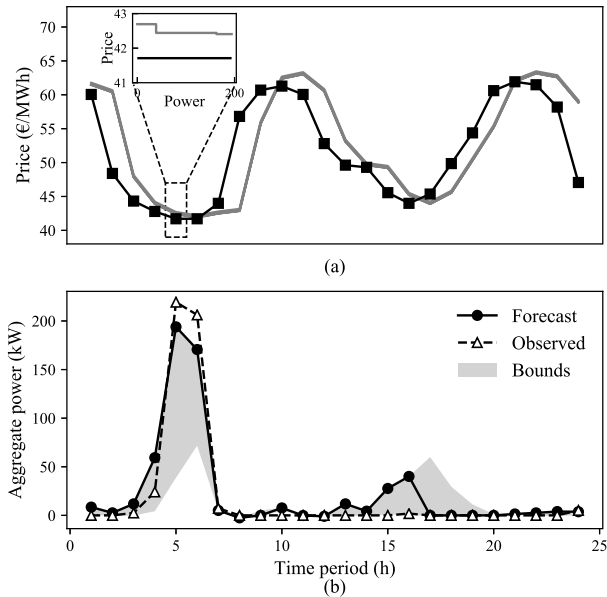 70
65
60
55
50
45
40
Price (€/MWh)
43
42
41
Price
0
200
Power
(a)
200
150
100
50
0
Aggregate power (kW)
Forecast
Observed
Bounds
0
5
10
15
20
25
Time period (h)
(b)